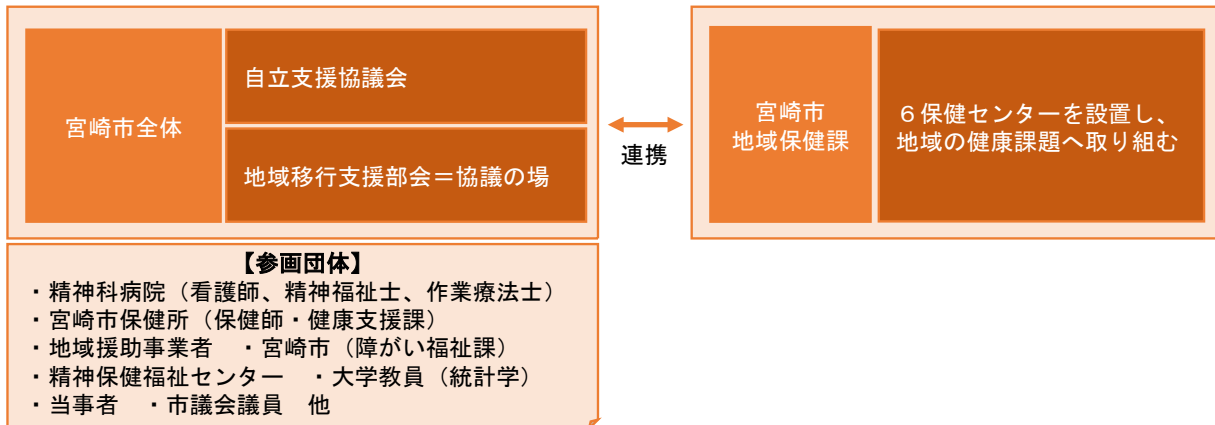 宮崎市全体
自立支援協議会
地域移行支援部会＝協議の場
連携
宮崎市
地域保健課
６保健センターを設置し、
地域の健康課題へ取り組む
【参画団体】
・精神科病院（看護師、精神福祉士、作業療法士）
・宮崎市保健所（保健師・健康支援課）
・地域援助事業者　・宮崎市（障がい福祉課）
・精神保健福祉センター　・大学教員（統計学）
・当事者　・市議会議員　他